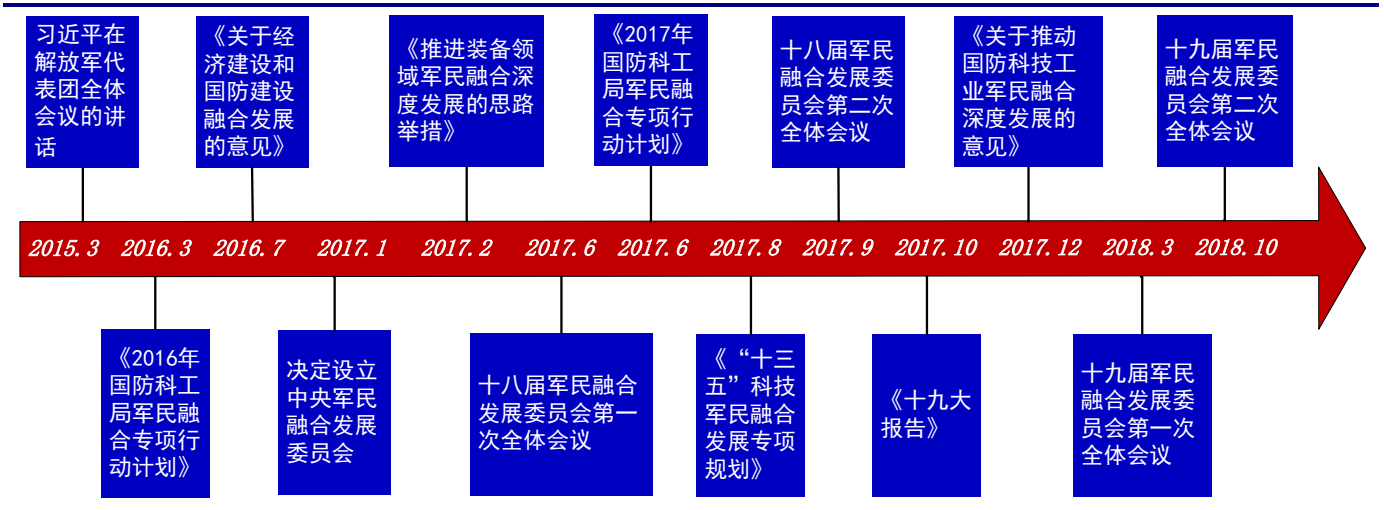 习近平在
解放军代
表团全体
会议的讲
话
《关于经
济建设和
国防建设
融合发展
的意见》
《推进装备领
域军民融合深
度发展的思路
举措》
《2017年
国防科工
局军民融
合专项行
动计划》
十八届军民
融合发展委
员会第二次
全体会议
《关于推动
国防科技工
业军民融合
深度发展的
意见》
十九届军民
融合发展委
员会第二次
全体会议
2015.3 2016.3 2016.7 2017.1 2017.2 2017.6 2017.6 2017.8 2017.9 2017.10 2017.12 2018.3 2018.10
《2016年
国防科工
局军民融
合专项行
动计划》
决定设立
中央军民
融合发展
委员会
十八届军民融合
发展委员会第一
次全体会议
《“十三
五”科技
军民融合
发展专项
规划》
《十九大
报告》
十九届军民
融合发展委
员会第一次
全体会议